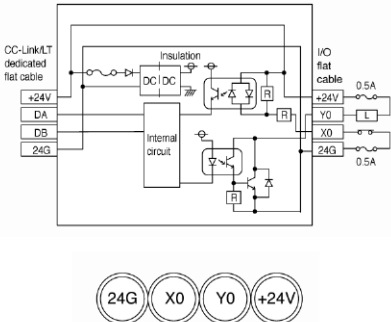 CC-Link/LT
dedicated
flat cable
Insulation
I/O
flat
cable
DC DC
0.5A
+24V
DA
DB
24G
R
R
Internal
circuit
R
+24V
Y0
L
X0
24G
0.5A
24G X0 Y0 +24V